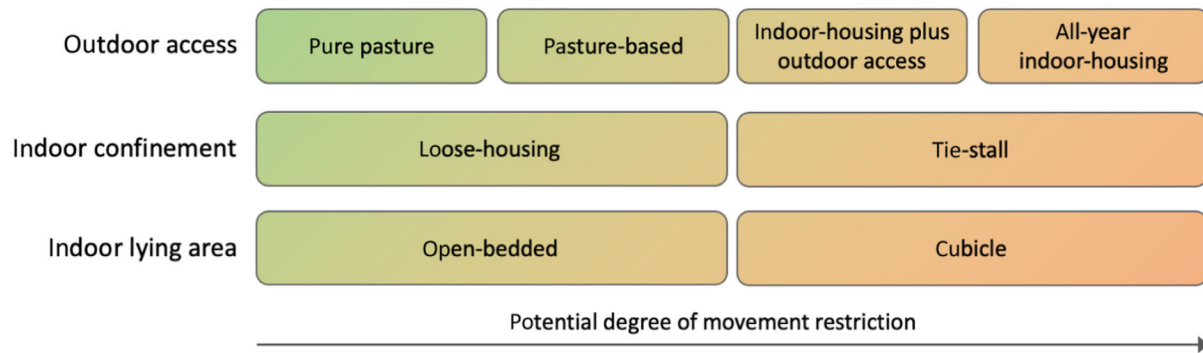 Outdoor access
Pure pasture
Pasture-based
Indoor-housing plus
outdoor access
All-year
indoor-housing
Indoor confinement
Loose-housing
Tie-stall
Indoor lying area
Open-bedded
Cubicle
Potential degree of movement restriction